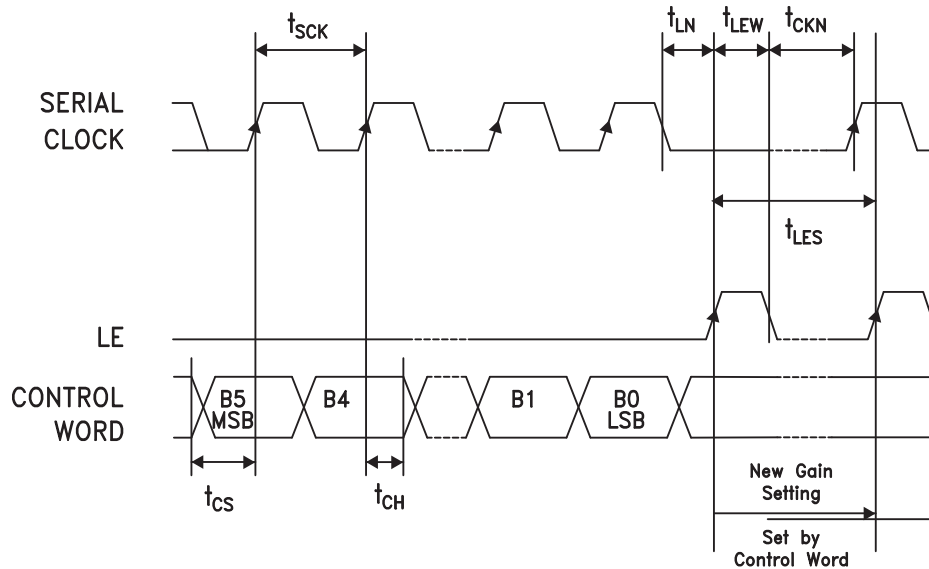 tSCK
tLN
tLEW
tCKN
SERIAL
CLOCK
tLES
LE
CONTROL
WORD
B5
MSB
B4
B1
B0
LSB
tCS
tCH
New Gain
Setting
Set by
Control Word